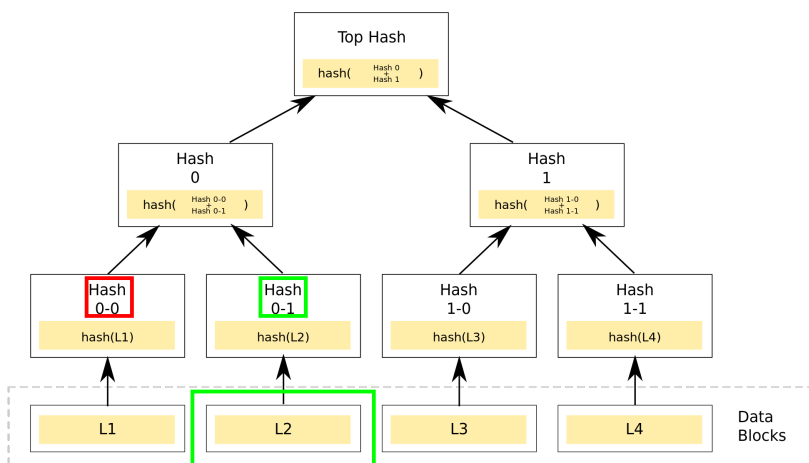 Top Hash
hash( Hash 0 + Hash 1 )
Hash
0
hash( Hash 0-0 + Hash 0-1 )
Hash
1
hash( Hash 1-0 + Hash 1-1 )
Hash
0-0
hash(L1)
Hash
0-1
hash(L2)
Hash
1-0
hash(L3)
Hash
1-1
hash(L4)
L1
L2
L3
L4
Data
Blocks